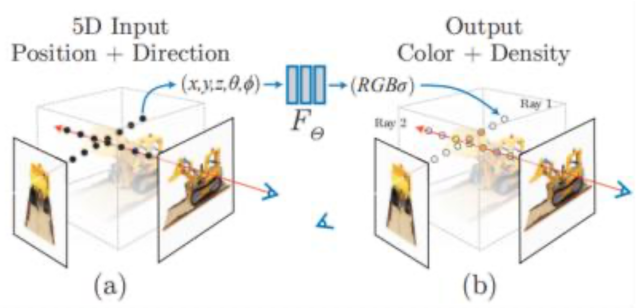 5D Input
Position + Direction
Output
Color + Density
(x,y,z,θ,ϕ)
(RGBσ)
F_Θ
Ray 1
Ray 2
(a)
(b)